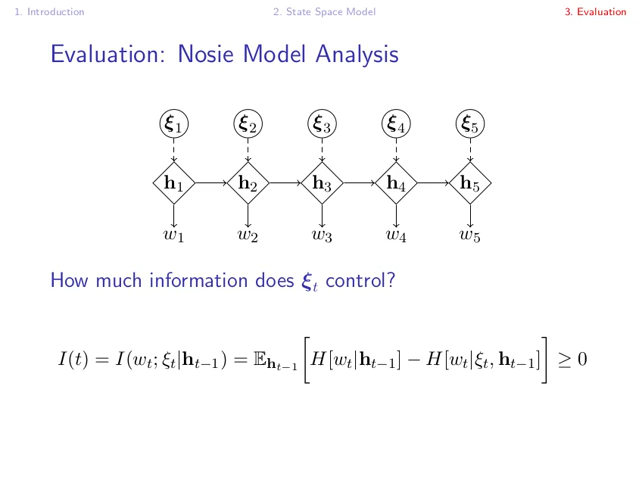 1. Introduction 2. State Space Model 3. Evaluation
Evaluation: Nosie Model Analysis
ξ₁ ξ₂ ξ₃ ξ₄ ξ₅
h₁ h₂ h₃ h₄ h₅
w₁ w₂ w₃ w₄ w₅
How much information does ξₜ control?
I(t) = I(wₜ; ξₜ|hₜ₋₁) = 𝔼_{hₜ₋₁}[H[wₜ|hₜ₋₁] − H[wₜ|ξₜ, hₜ₋₁]] ≥ 0